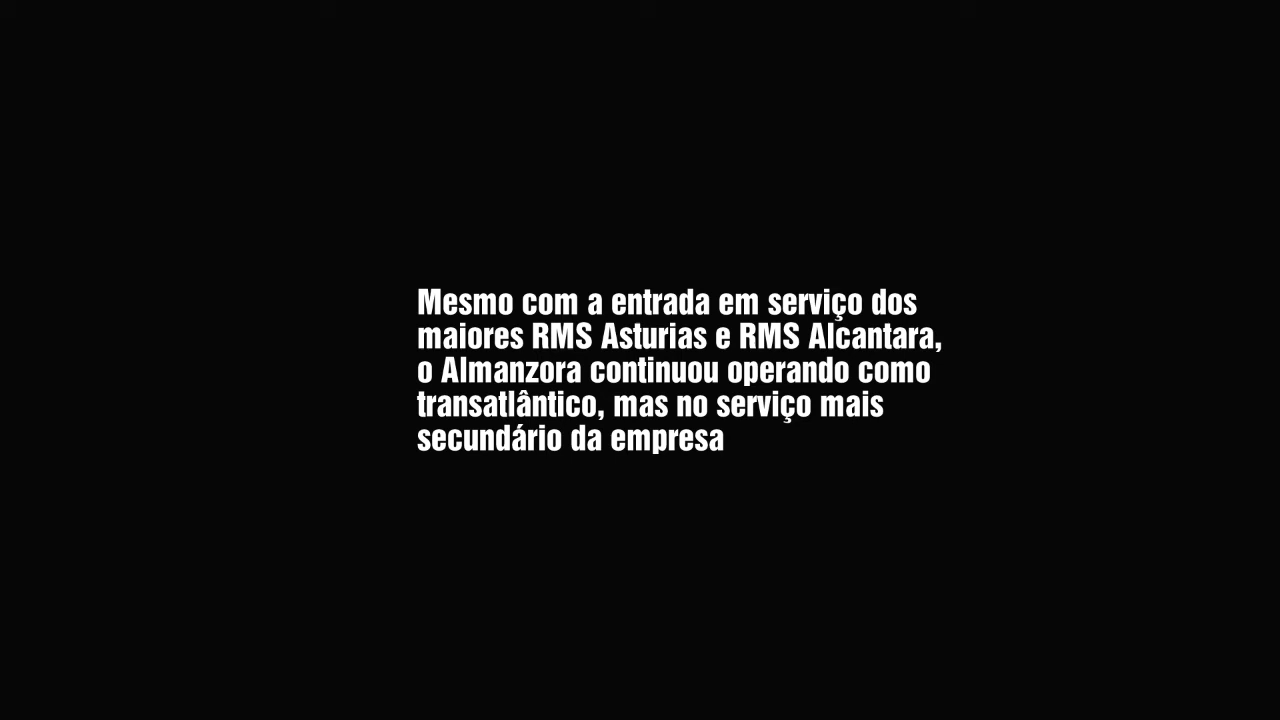 Mesmo com a entrada em serviço dos
maiores RMS Asturias e RMS Alcantara,
o Almanzora continuou operando como
transatlântico, mas no serviço mais
secundário da empresa